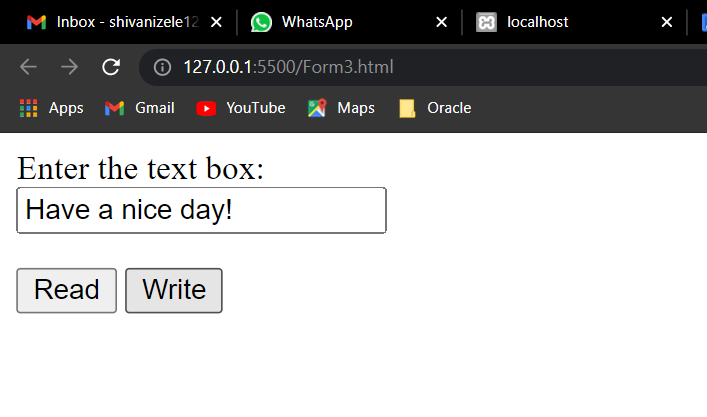 Inbox - shivanizele12
WhatsApp
localhost
127.0.0.1:5500/Form3.html
Apps
Gmail
YouTube
Maps
Oracle
Enter the text box:
Have a nice day!
Read
Write